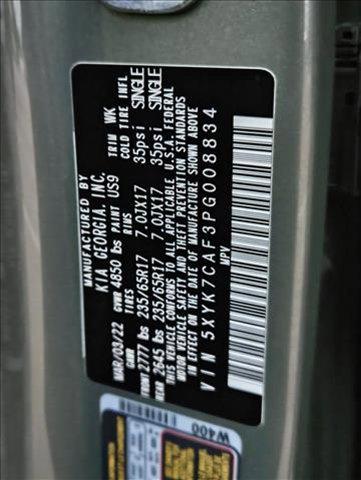 MANUFACTURED BY
KIA GEORGIA, INC.
MAR/03/22 GVWR 4850 lbs PAINT US9 TRIM WK
GAWR TIRES RIMS COLD TIRE INFL
FRONT 2777 lbs 235/65R17 7.0JX17 35psi SINGLE
REAR 2645 lbs 235/65R17 7.0JX17 35psi SINGLE
THIS VEHICLE CONFORMS TO ALL APPLICABLE U.S.A FEDERAL
MOTOR VEHICLE SAFETY AND THEFT PREVENTION STANDARDS
IN EFFECT ON THE DATE OF MANUFACTURE SHOWN ABOVE
VIN 5XYK7CAF3PG008834
MPV
W400